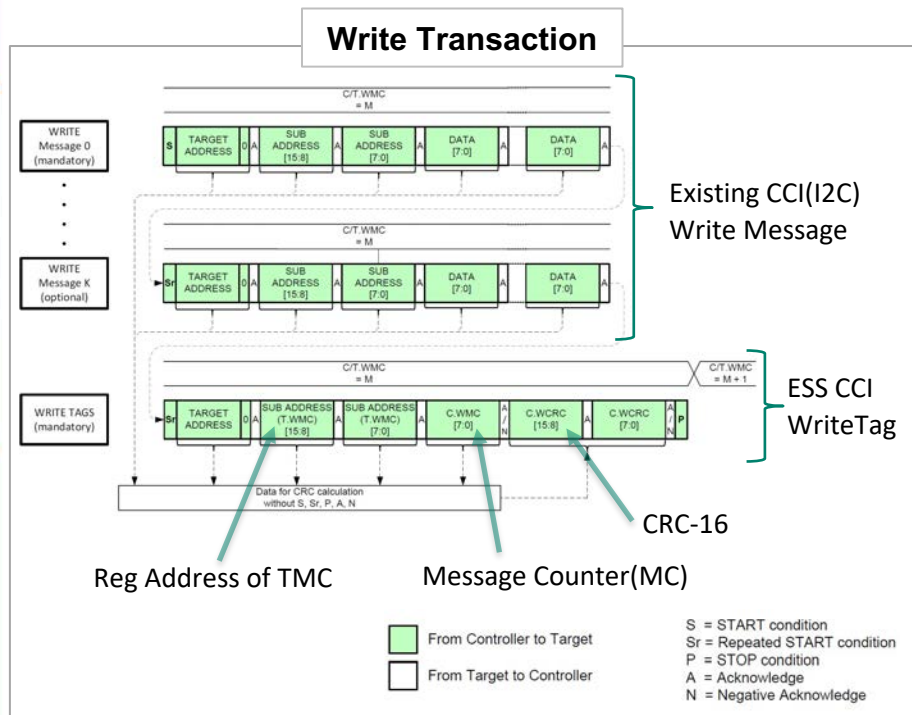 Write Transaction
C/T.WMC
= M
WRITE
Message 0
(mandatory)
S
TARGET
ADDRESS
0
A
SUB
ADDRESS
[15:8]
A
SUB
ADDRESS
[7:0]
A
DATA
[7:0]
A
DATA
[7:0]
A
Existing CCI(I2C)
Write Message
C/T.WMC
= M
WRITE
Message K
(optional)
Sr
TARGET
ADDRESS
0
A
SUB
ADDRESS
[15:8]
A
SUB
ADDRESS
[7:0]
A
DATA
[7:0]
A
DATA
[7:0]
A
C/T.WMC
= M
C/T.WMC
= M + 1
WRITE TAGS
(mandatory)
Sr
TARGET
ADDRESS
0
A
SUB ADDRESS
(T.WMC)
[15:8]
A
SUB ADDRESS
(T.WMC)
[7:0]
A
C.WMC
[7:0]
A
/
N
C.WCRC
[15:8]
A
C.WCRC
[7:0]
A
/
N
P
ESS CCI
WriteTag
Data for CRC calculation
without S, Sr, P, A, N
CRC-16
Reg Address of TMC
Message Counter(MC)
From Controller to Target
From Target to Controller
S = START condition
Sr = Repeated START condition
P = STOP condition
A = Acknowledge
N = Negative Acknowledge